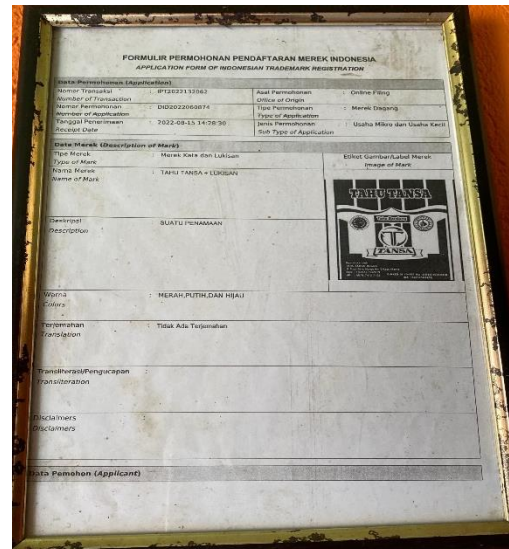 FORMULIR PERMOHONAN PENDAFTARAN MEREK INDONESIA
APPLICATION FORM OF INDONESIAN TRADEMARK REGISTRATION
Data Permohonan (Application)
Nomor Transaksi :
Number of Transaction
Asal Permohonan : Online Filing
Office of Origin
Nomor Permohonan : DID2022060874
Number of Application
Tipe Permohonan : Merek Dagang
Type of Application
Tanggal Penerimaan : 2022-08-15 14:28:30
Receipt Date
Jenis Permohonan : Usaha Mikro dan Usaha Kecil
Sub Type of Application
Data Merek (Description of Mark)
Tipe Merek : Merek Kata dan Lukisan
Type of Mark
Etiket Gambar/Label Merek
Image of Mark
Nama Merek : TAHU TANSA + LUKISAN
Name of Mark
TAHU TANSA
TANSA
Deskripsi : SUATU PENAMAAN
Description
Warna : MERAH,PUTIH,DAN HIJAU
Colors
Terjemahan : Tidak Ada Terjemahan
Translation
Transliterasi/Pengucapan :
Transliteration
Disclaimers :
Disclaimers
Data Pemohon (Applicant)